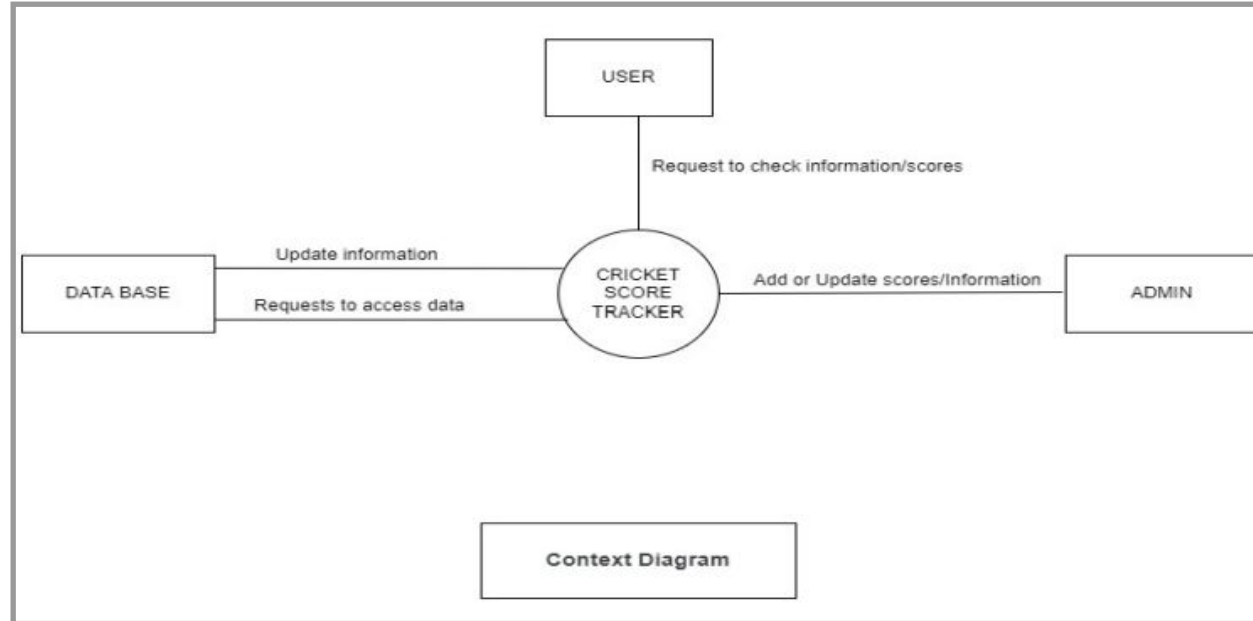 USER
Request to check information/scores
Update information
DATA BASE
Requests to access data
CRICKET
SCORE
TRACKER
Add or Update scores/Information
ADMIN
Context Diagram